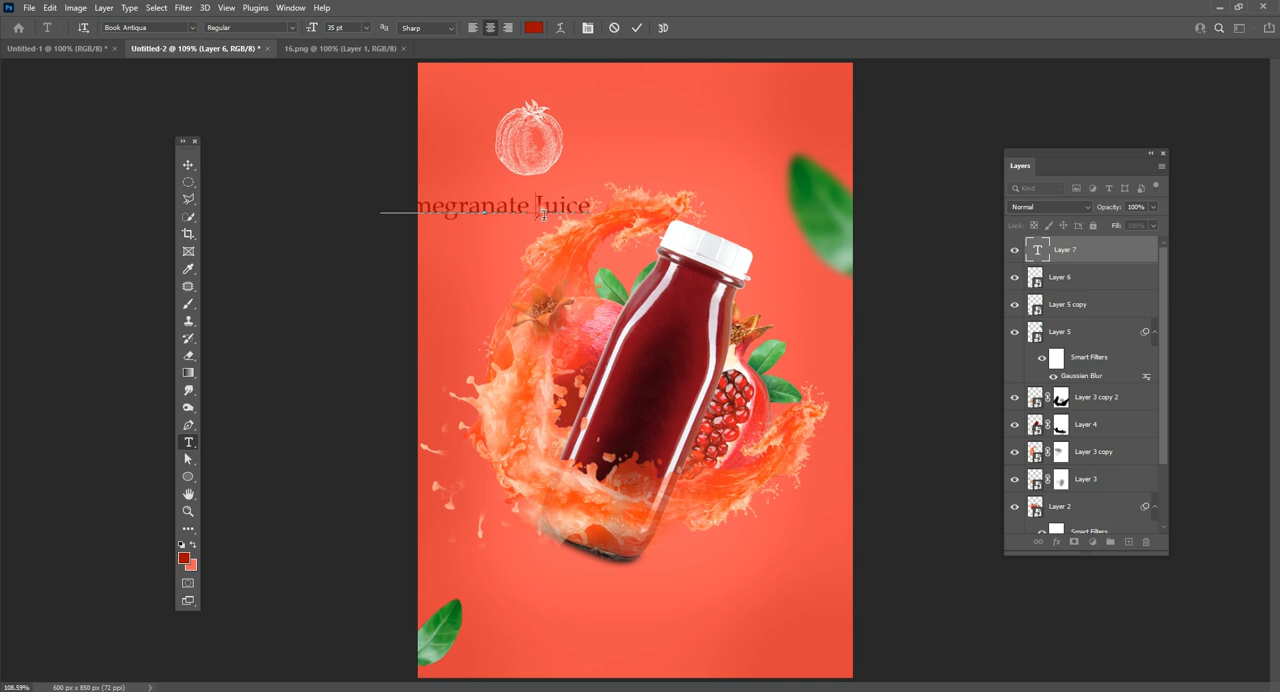 File Edit Image Layer Type Select Filter 3D View Plugins Window Help
T Book Antiqua Regular 35 pt Sharp 3D
Untitled-1 @ 100% (RGB/8) * × Untitled-2 @ 109% (Layer 6, RGB/8) * × 16.png @ 100% (Layer 1, RGB/8) ×
megranate Juice
Layers
Kind
Normal Opacity: 100%
Lock: Fill: 100%
T Layer 7
Layer 6
Layer 5 copy
Layer 5
Smart Filters
Gaussian Blur
Layer 3 copy 2
Layer 4
Layer 3 copy
Layer 3
Layer 2
Smart Filters
fx
108.59% 600 px x 850 px (72 ppi)